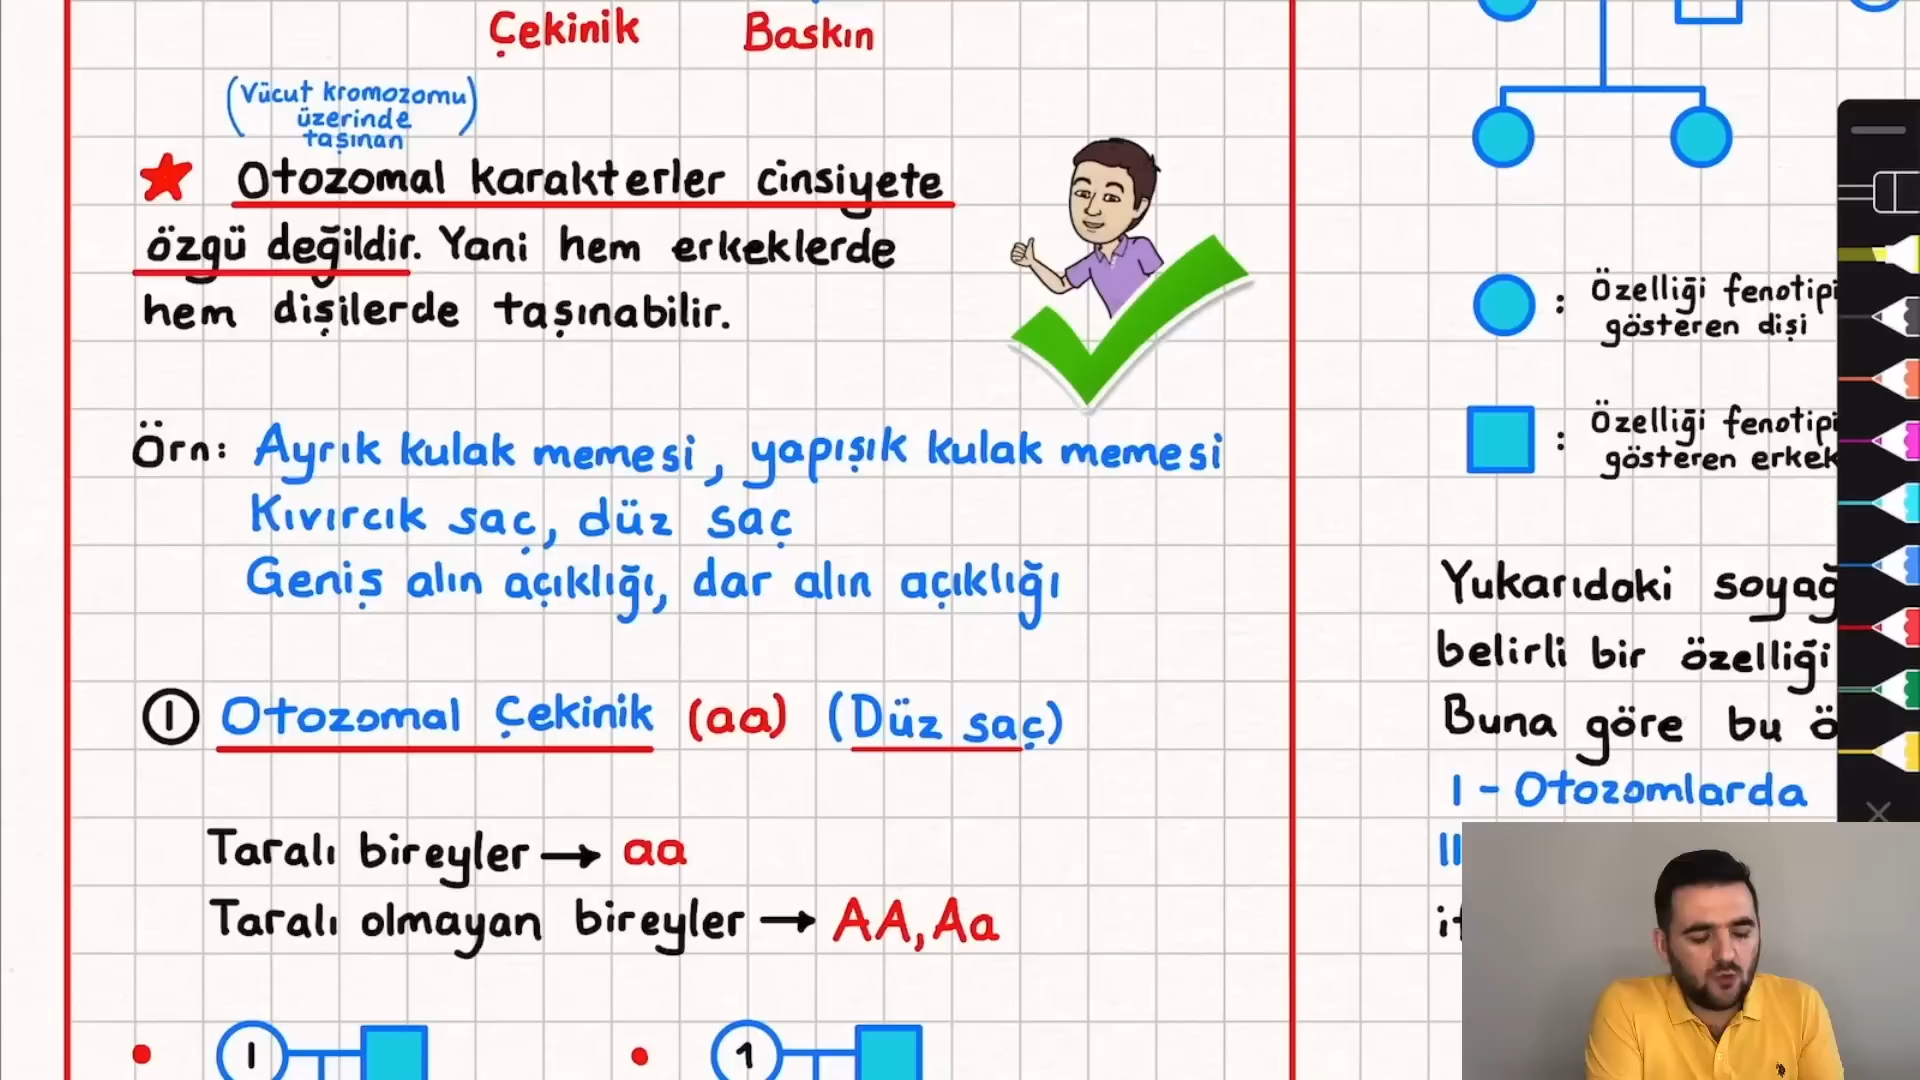 Çekinik Baskın
(Vücut kromozomu
üzerinde
taşınan)
Otozomal karakterler cinsiyete
özgü değildir. Yani hem erkeklerde
hem dişilerde taşınabilir.
Örn: Ayrık kulak memesi, yapışık kulak memesi
Kıvırcık saç, düz saç
Geniş alın açıklığı, dar alın açıklığı
1 Otozomal Çekinik (aa) (Düz saç)
Taralı bireyler → aa
Taralı olmayan bireyler → AA, Aa
1
1
: Özelliği fenotipi
gösteren dişi
: Özelliği fenotipi
gösteren erkek
Yukarıdaki soyağ
belirli bir özelliği
Buna göre bu ö
I - Otozomlarda
II